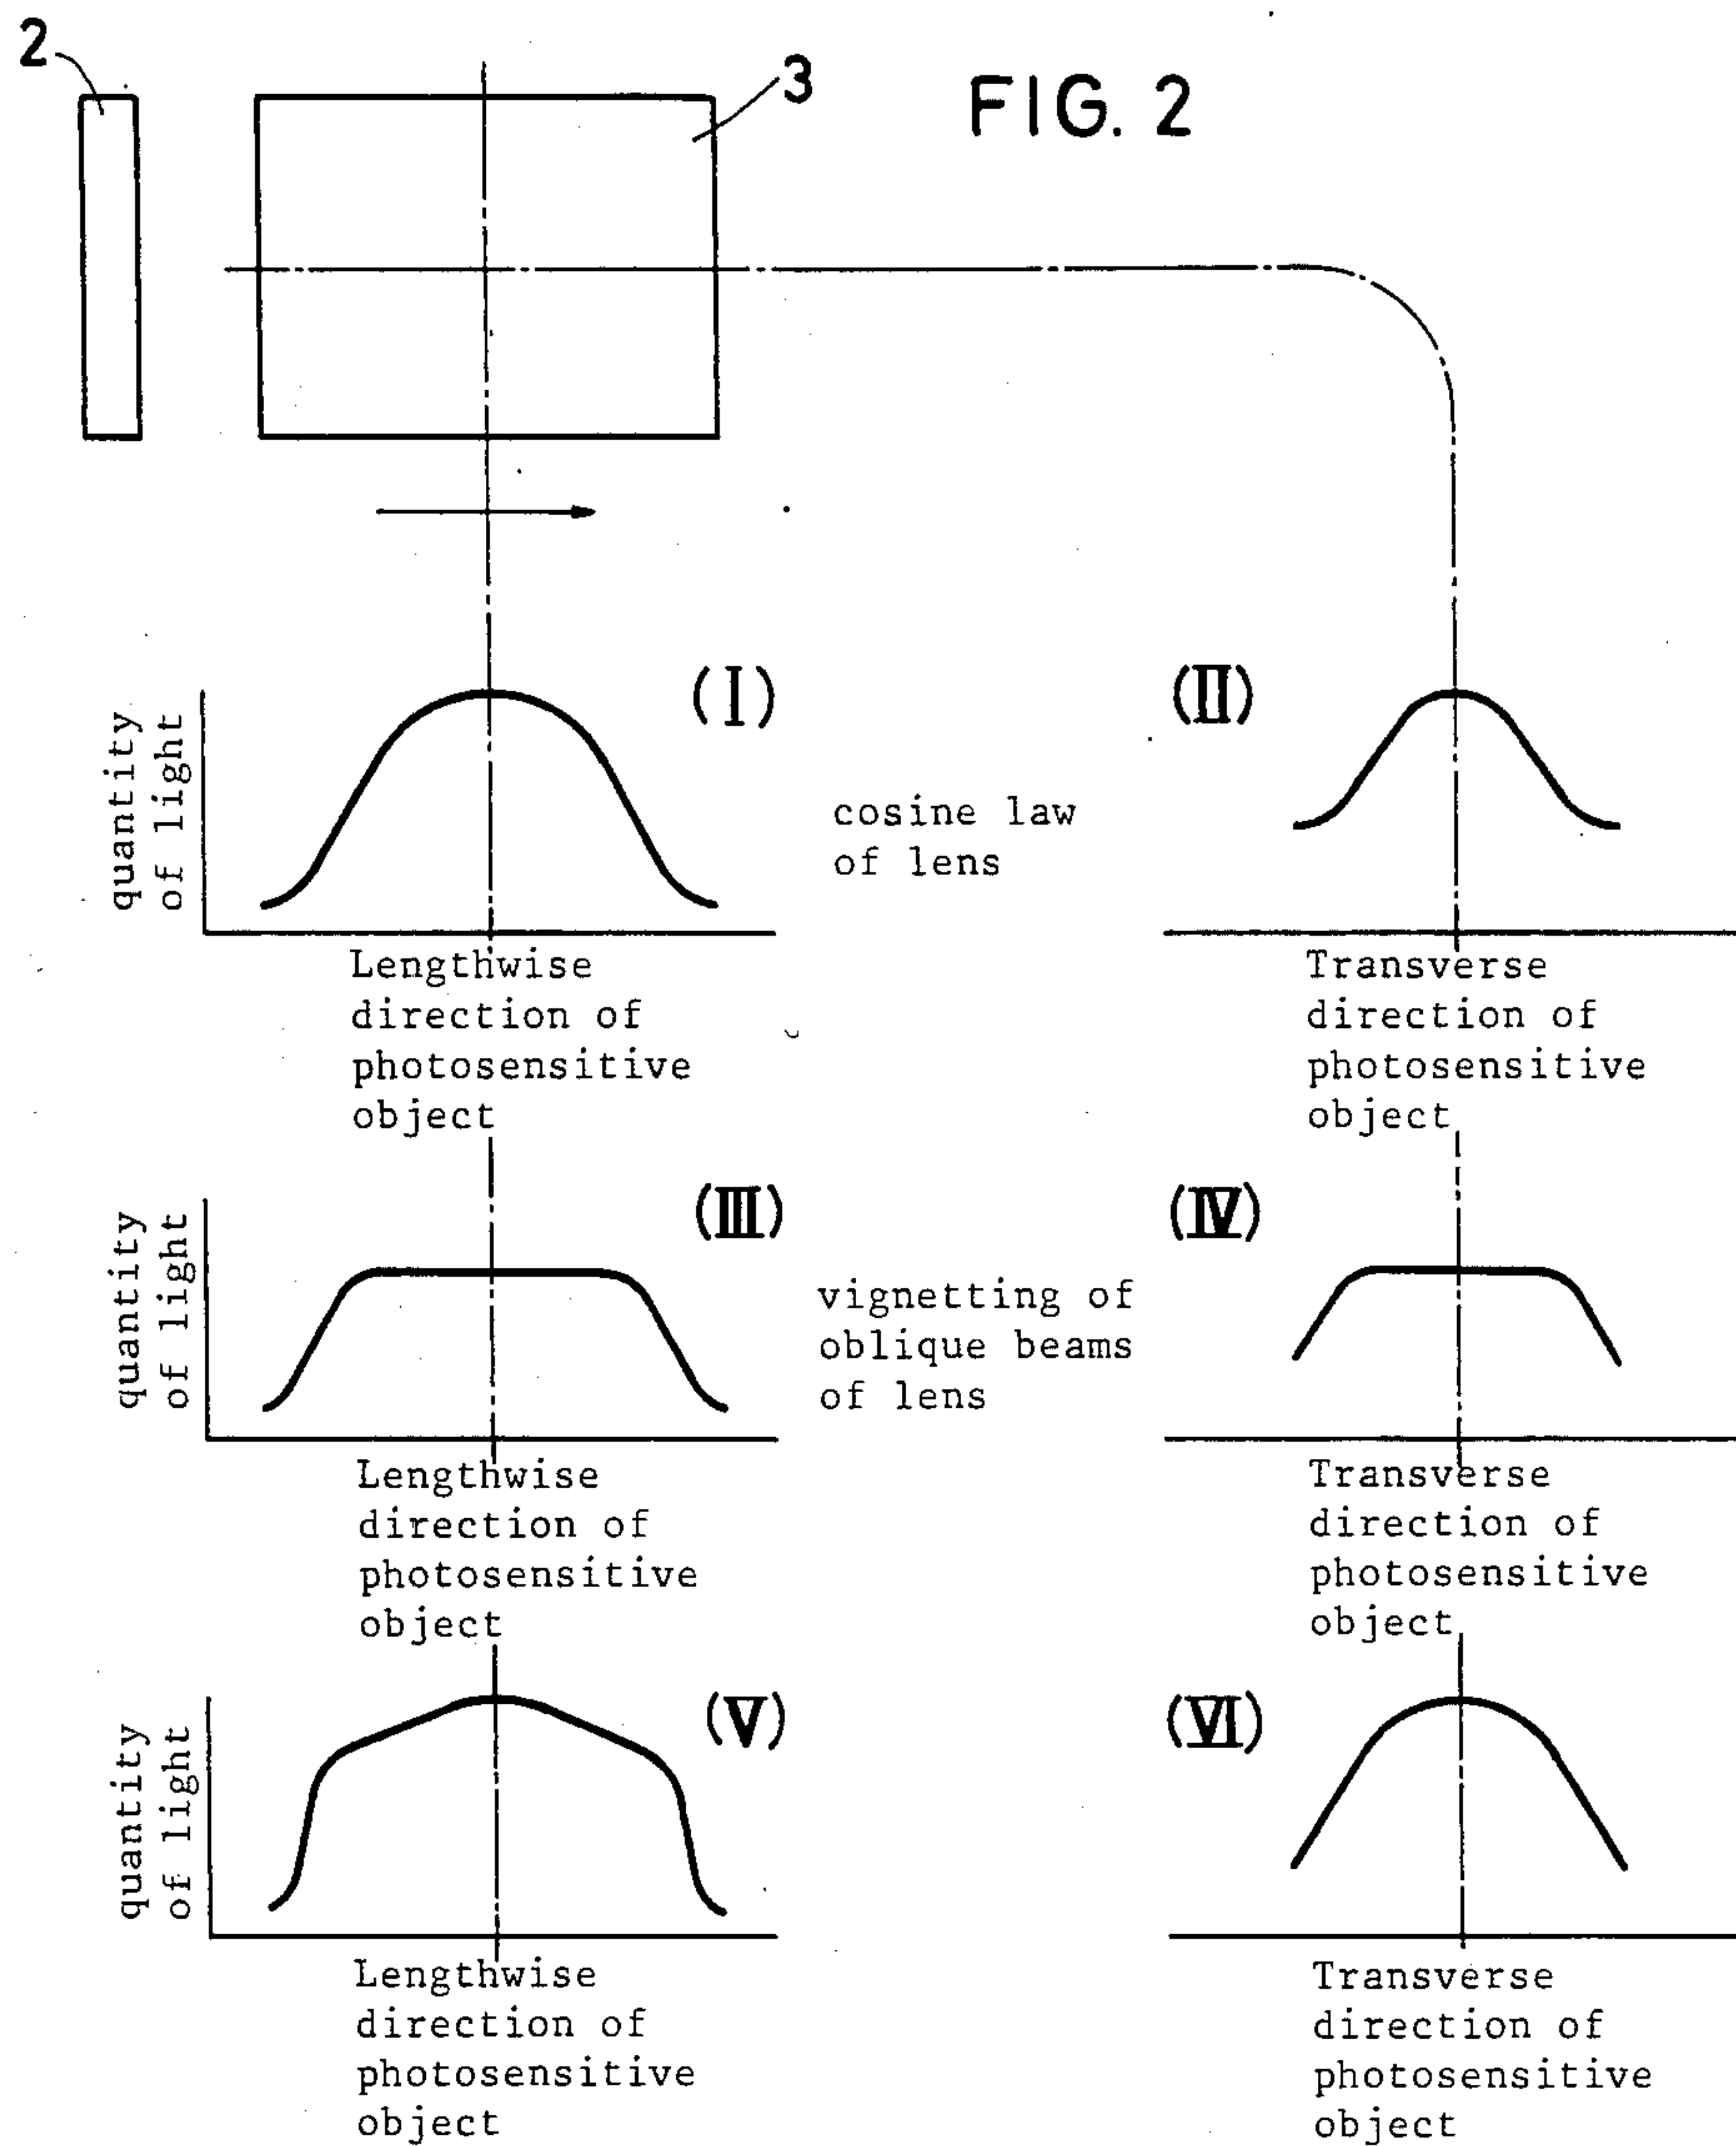 2
3
FIG. 2
(I)
(II)
quantity
of light
cosine law
of lens
Lengthwise
direction of
photosensitive
object
Transverse
direction of
photosensitive
object
(III)
(IV)
quantity
of light
vignetting of
oblique beams
of lens
Lengthwise
direction of
photosensitive
object
Transverse
direction of
photosensitive
object
(V)
(VI)
quantity
of light
Lengthwise
direction of
photosensitive
object
Transverse
direction of
photosensitive
object